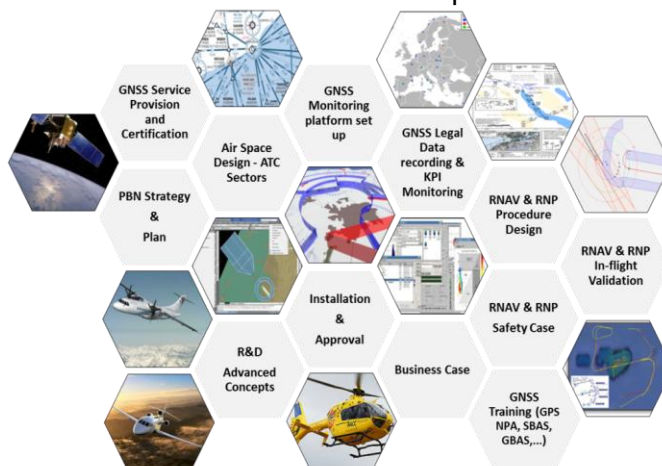 GNSS Service
Provision
and
Certification
Air Space
Design - ATC
Sectors
GNSS
Monitoring
platform set
up
GNSS Legal
Data
recording &
KPI
Monitoring
PBN Strategy
&
Plan
RNAV & RNP
Procedure
Design
RNAV & RNP
In-flight
Validation
Installation
&
Approval
RNAV & RNP
Safety Case
R&D
Advanced
Concepts
Business Case
GNSS
Training (GPS
NPA, SBAS,
GBAS,...)